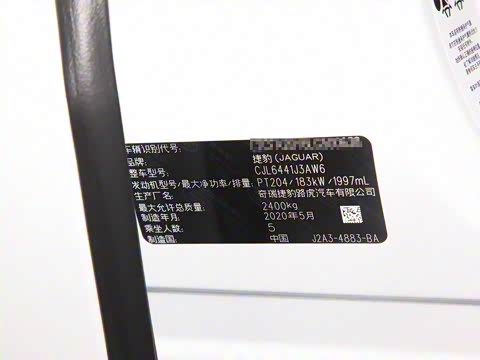 车辆识别代号:
品牌: 捷豹 (JAGUAR)
整车型号: CJL6441J3AW6
发动机型号/最大净功率/排量: PT204/183kW/1997mL
生产厂名: 奇瑞捷豹路虎汽车有限公司
最大允许总质量: 2400kg
制造年月: 2020年5月
乘坐人数: 5
制造国: 中国 J2A3-4883-BA